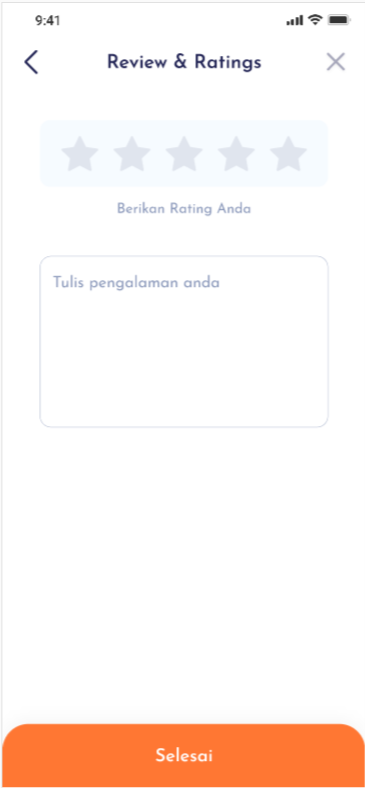 9:41
Review & Ratings
Berikan Rating Anda
Tulis pengalaman anda
Selesai